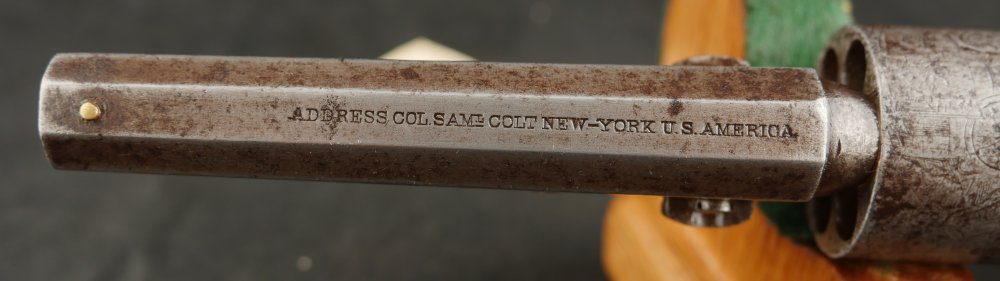 ADDRESS COL. SAML COLT NEW-YORK U.S. AMERICA